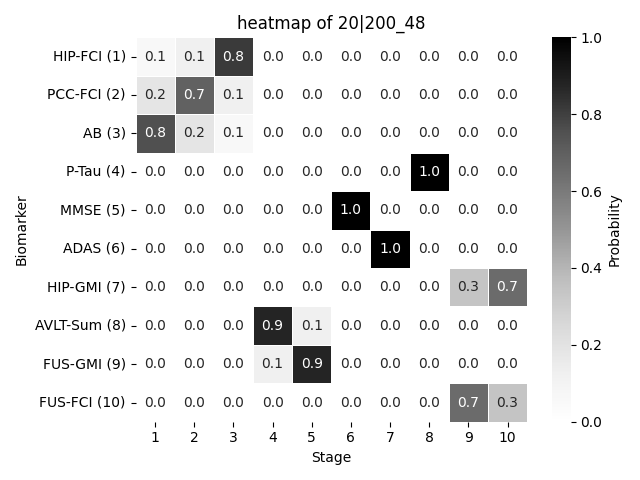 heatmap of 20|200_48
HIP-FCI (1) 0.1 0.1 0.8 0.0 0.0 0.0 0.0 0.0 0.0 0.0
PCC-FCI (2) 0.2 0.7 0.1 0.0 0.0 0.0 0.0 0.0 0.0 0.0
AB (3) 0.8 0.2 0.1 0.0 0.0 0.0 0.0 0.0 0.0 0.0
P-Tau (4) 0.0 0.0 0.0 0.0 0.0 0.0 0.0 1.0 0.0 0.0
MMSE (5) 0.0 0.0 0.0 0.0 0.0 1.0 0.0 0.0 0.0 0.0
ADAS (6) 0.0 0.0 0.0 0.0 0.0 0.0 1.0 0.0 0.0 0.0
HIP-GMI (7) 0.0 0.0 0.0 0.0 0.0 0.0 0.0 0.0 0.3 0.7
AVLT-Sum (8) 0.0 0.0 0.0 0.9 0.1 0.0 0.0 0.0 0.0 0.0
FUS-GMI (9) 0.0 0.0 0.0 0.1 0.9 0.0 0.0 0.0 0.0 0.0
FUS-FCI (10) 0.0 0.0 0.0 0.0 0.0 0.0 0.0 0.0 0.7 0.3
1 2 3 4 5 6 7 8 9 10
Stage
Biomarker
1.0
0.8
0.6
0.4
0.2
0.0
Probability